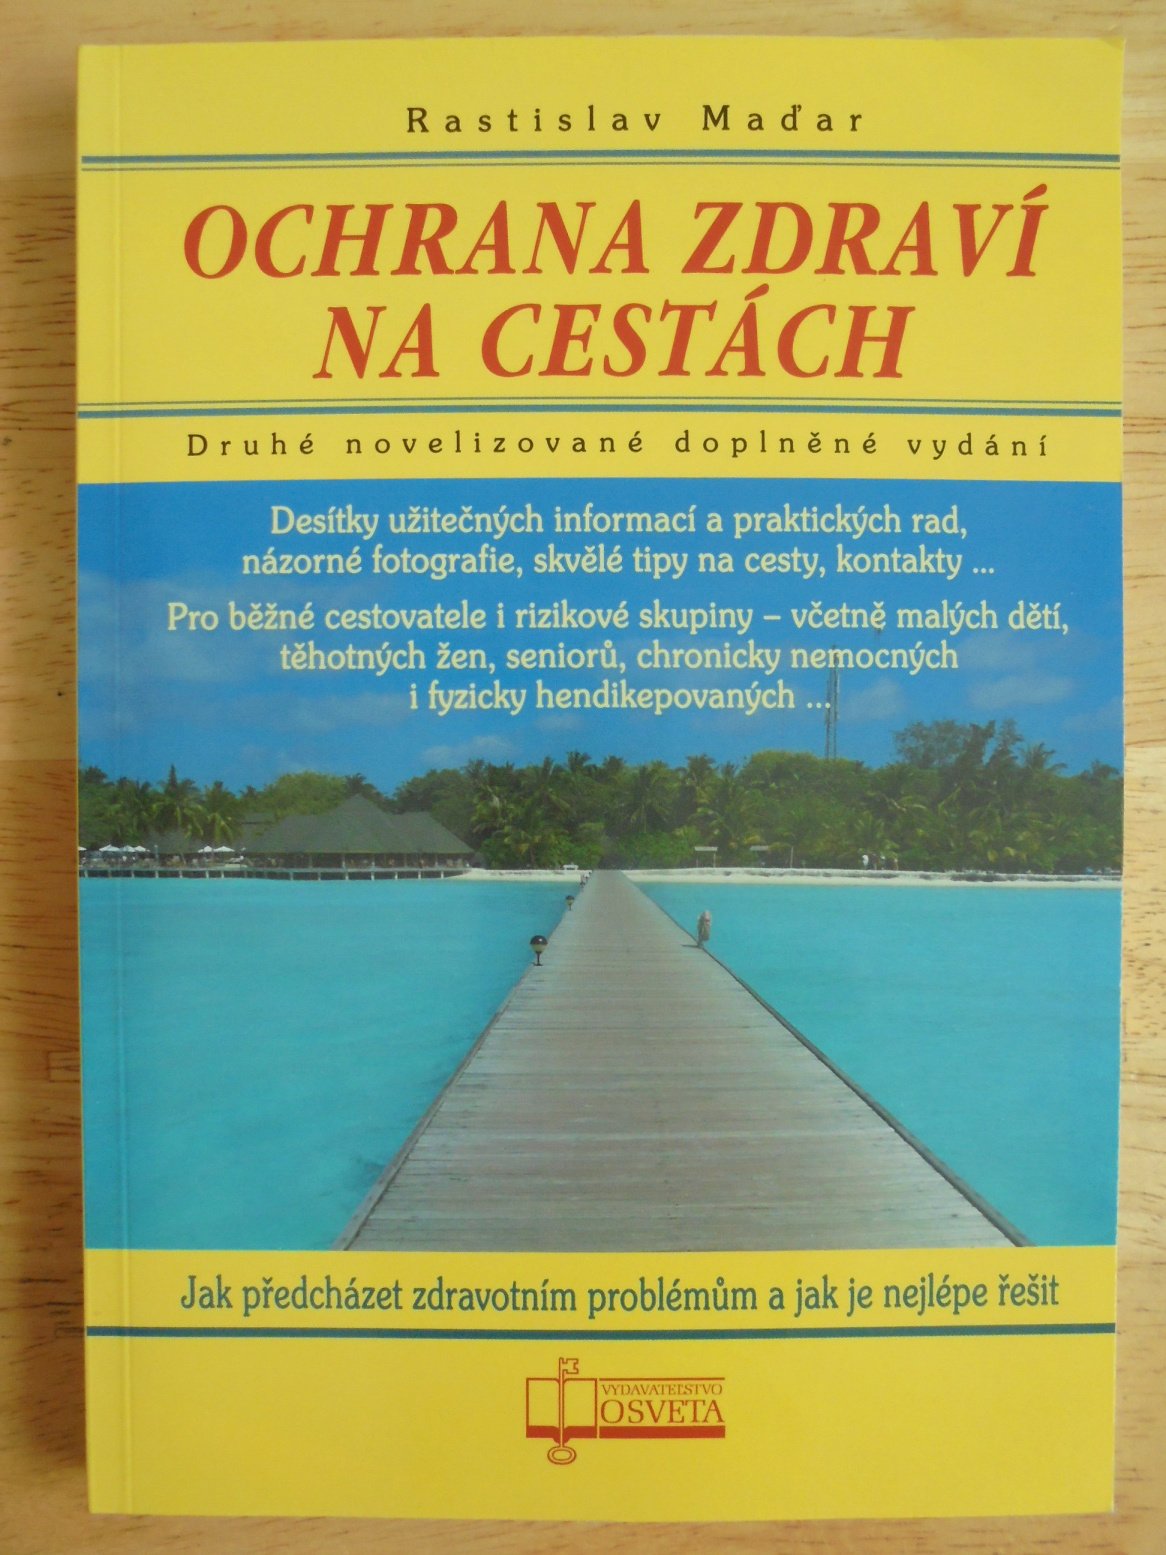 Rastislav Maďar
OCHRANA ZDRAVÍ
NA CESTÁCH
Druhé novelizované doplněné vydání
Desítky užitečných informací a praktických rad,
názorné fotografie, skvělé tipy na cesty, kontakty ...
Pro běžné cestovatele i rizikové skupiny – včetně malých dětí,
těhotných žen, seniorů, chronicky nemocných
i fyzicky hendikepovaných ...
Jak předcházet zdravotním problémům a jak je nejlépe řešit
VYDAVATEĽSTVO
OSVETA